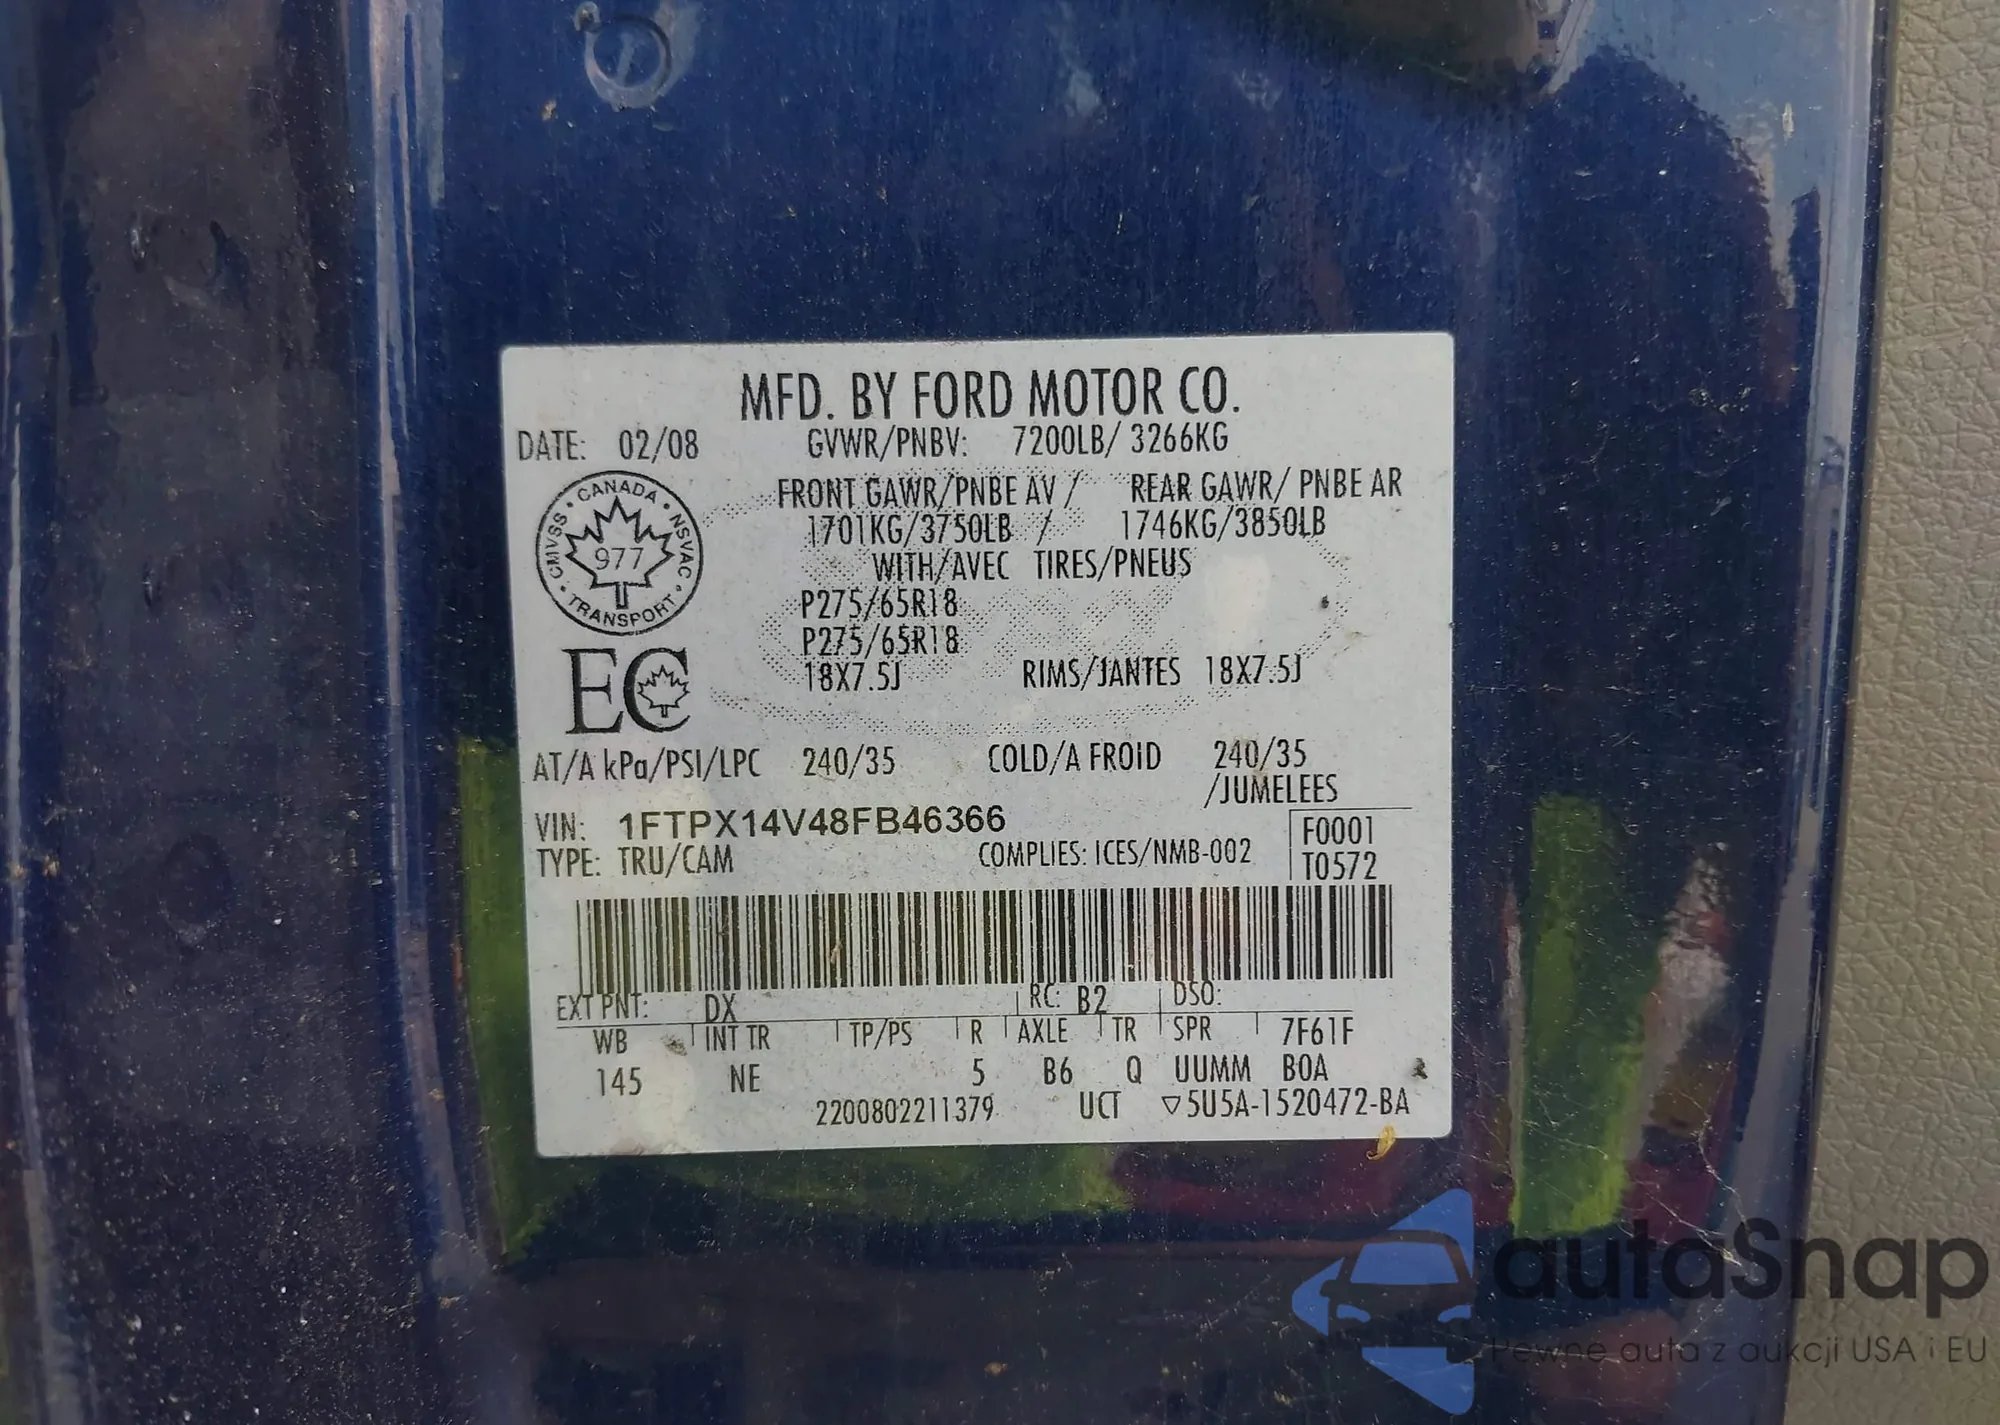 MFD. BY FORD MOTOR CO.
DATE: 02/08 GVWR/PNBV: 7200LB/ 3266KG
FRONT GAWR/PNBE AV / REAR GAWR/ PNBE AR
1701KG/3750LB / 1746KG/3850LB
WITH/AVEC TIRES/PNEUS
P275/65R18
P275/65R18
18X7.5J RIMS/JANTES 18X7.5J
CANADA · NSVAC · TRANSPORT · CMVSS ·
977
EC
AT/A kPa/PSI/LPC 240/35 COLD/A FROID 240/35
/JUMELEES
VIN: 1FTPX14V48FB46366 F0001
TYPE: TRU/CAM COMPLIES: ICES/NMB-002 T0572
EXT PNT: DX RC: B2 DSO:
WB INT TR TP/PS R AXLE TR SPR 7F61F
145 NE 5 B6 Q UUMM BOA
2200802211379 UCT ▽5U5A-1520472-BA
autoSnap
Pewne auta z aukcji USA i EU